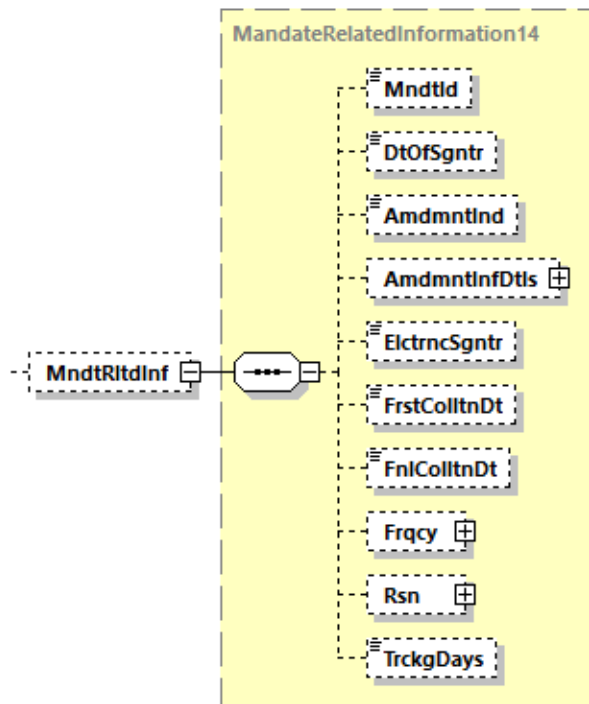 MandateRelatedInformation14
MndtId
DtOfSgntr
AmdmntInd
AmdmntInfDtls
ElctrncSgntr
MndtRltdInf
FrstColltnDt
FnlColltnDt
Frqcy
Rsn
TrckgDays